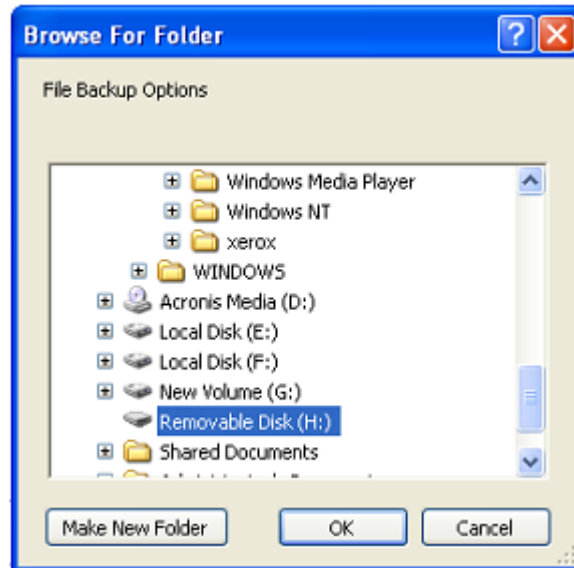 Browse For Folder
File Backup Options
Windows Media Player
Windows NT
xerox
WINDOWS
Acronis Media (D:)
Local Disk (E:)
Local Disk (F:)
New Volume (G:)
Removable Disk (H:)
Shared Documents
Make New Folder
OK
Cancel